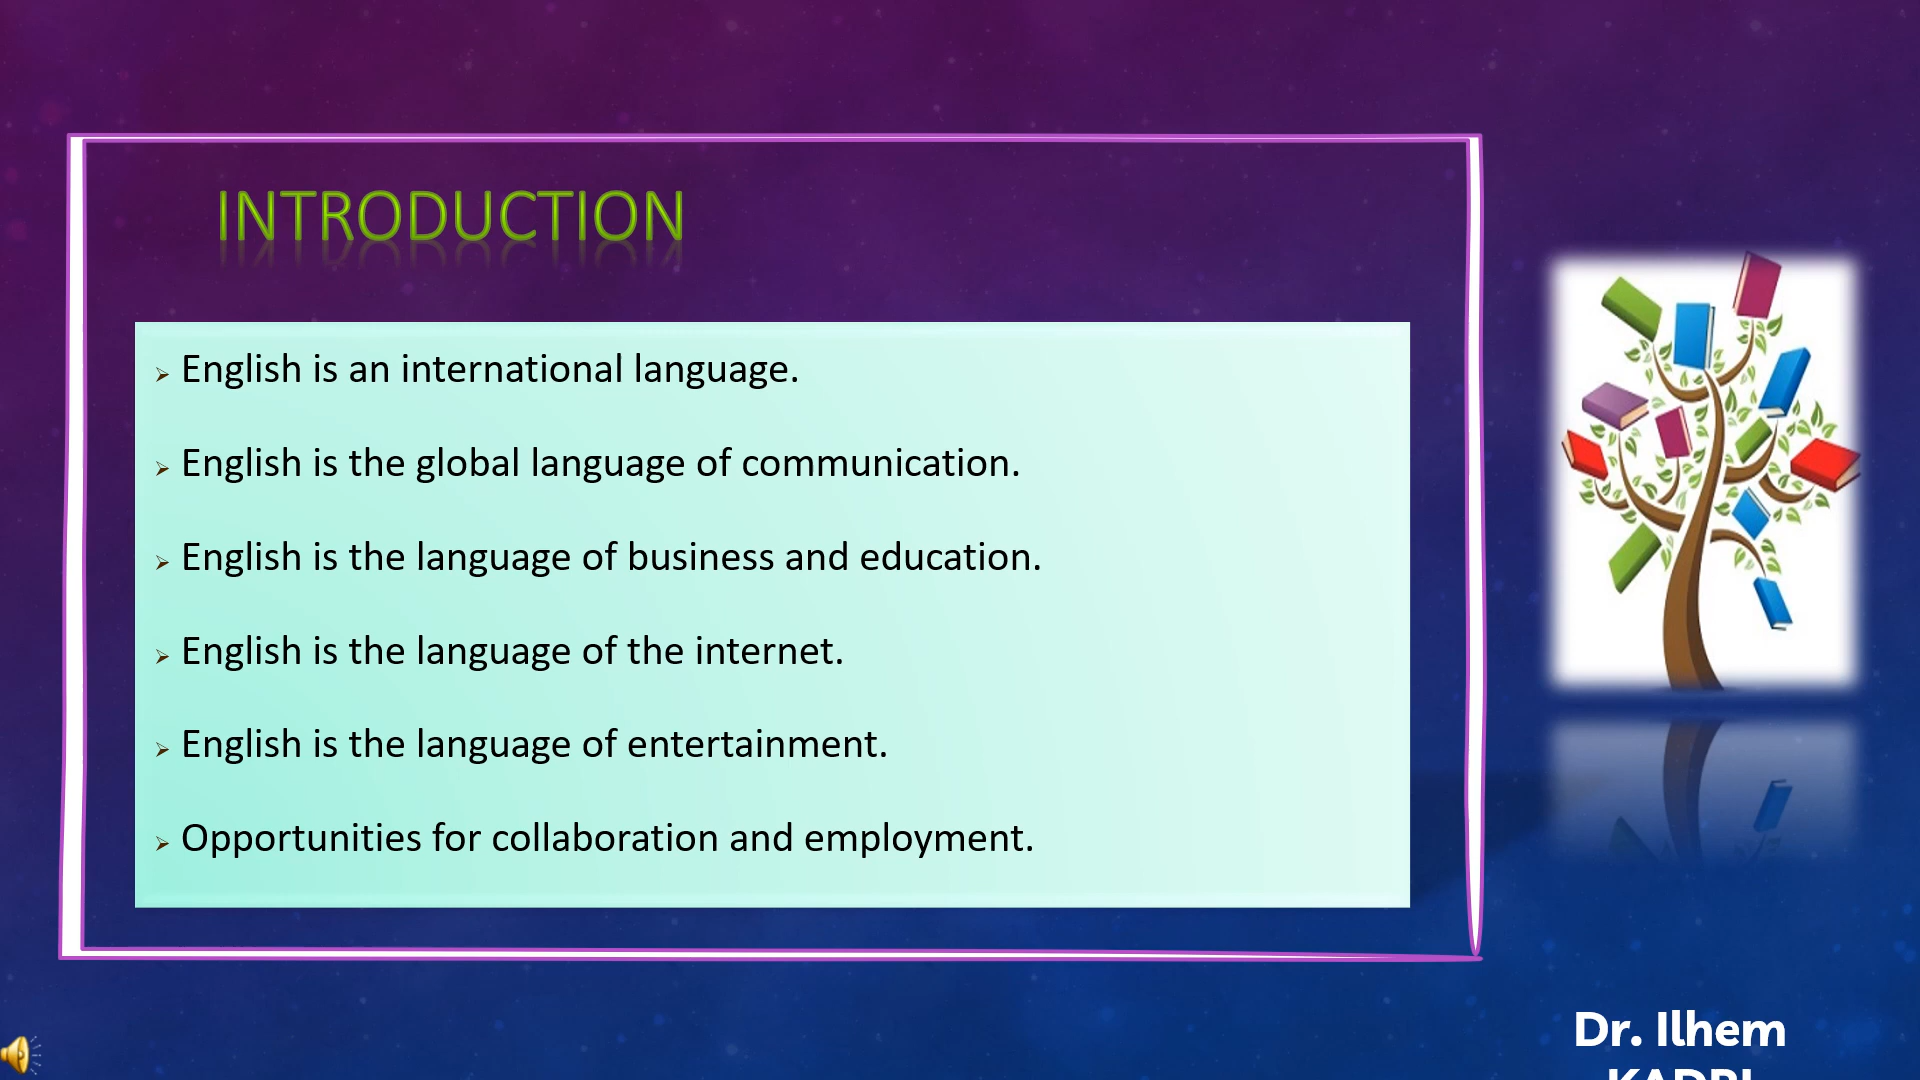 INTRODUCTION
English is an international language.
English is the global language of communication.
English is the language of business and education.
English is the language of the internet.
English is the language of entertainment.
Opportunities for collaboration and employment.
Dr. Ilhem
KADRI